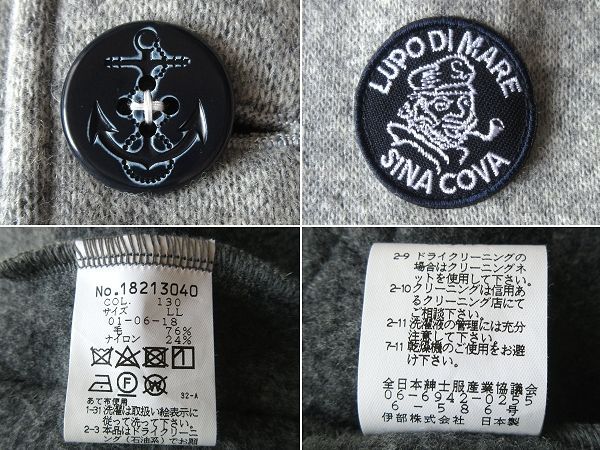 LUPO DI MARE
SINA COVA
No.18213040
COL. 130
サイズ LL
01-06-18
毛 76%
ナイロン 24%
32-A
あて布使用
1-31 洗濯は取扱い絵表示に
従って洗って下さい。
2-3 本品はドライクリーニ
ング(石油系)でお願
2-9 ドライクリーニングの
場合はクリーニングネ
ットを使用して下さい。
2-10 クリーニングは信用あ
るクリーニング店にて
ご相談下さい。
2-11 洗濯液の管理には充分
注意して下さい。
7-11 乾燥機のご使用をお避
け下さい。
全日本紳士服産業協議会
06-6942-0255
6-586号
伊部株式会社 日本製